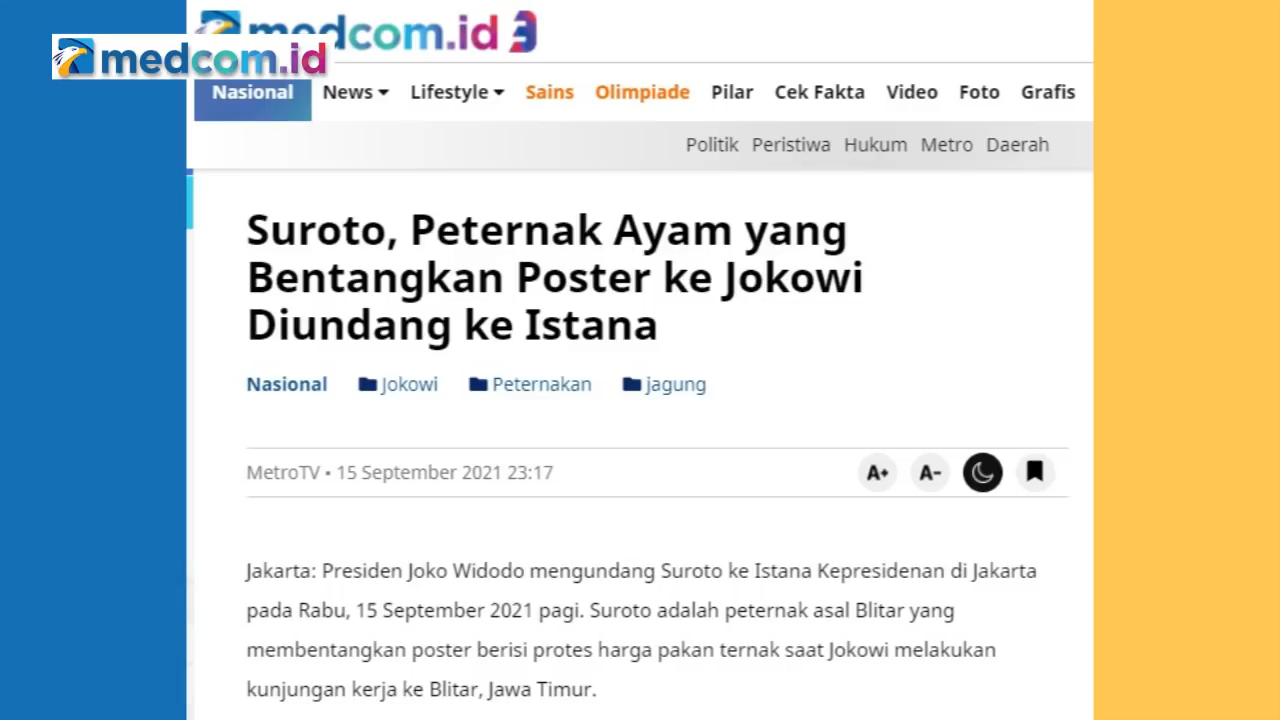 medcom.id
medcom.id
Nasional News Lifestyle Sains Olimpiade Pilar Cek Fakta Video Foto Grafis
Politik Peristiwa Hukum Metro Daerah
Suroto, Peternak Ayam yang
Bentangkan Poster ke Jokowi
Diundang ke Istana
Nasional Jokowi Peternakan jagung
MetroTV • 15 September 2021 23:17 A+ A-
Jakarta: Presiden Joko Widodo mengundang Suroto ke Istana Kepresidenan di Jakarta
pada Rabu, 15 September 2021 pagi. Suroto adalah peternak asal Blitar yang
membentangkan poster berisi protes harga pakan ternak saat Jokowi melakukan
kunjungan kerja ke Blitar, Jawa Timur.